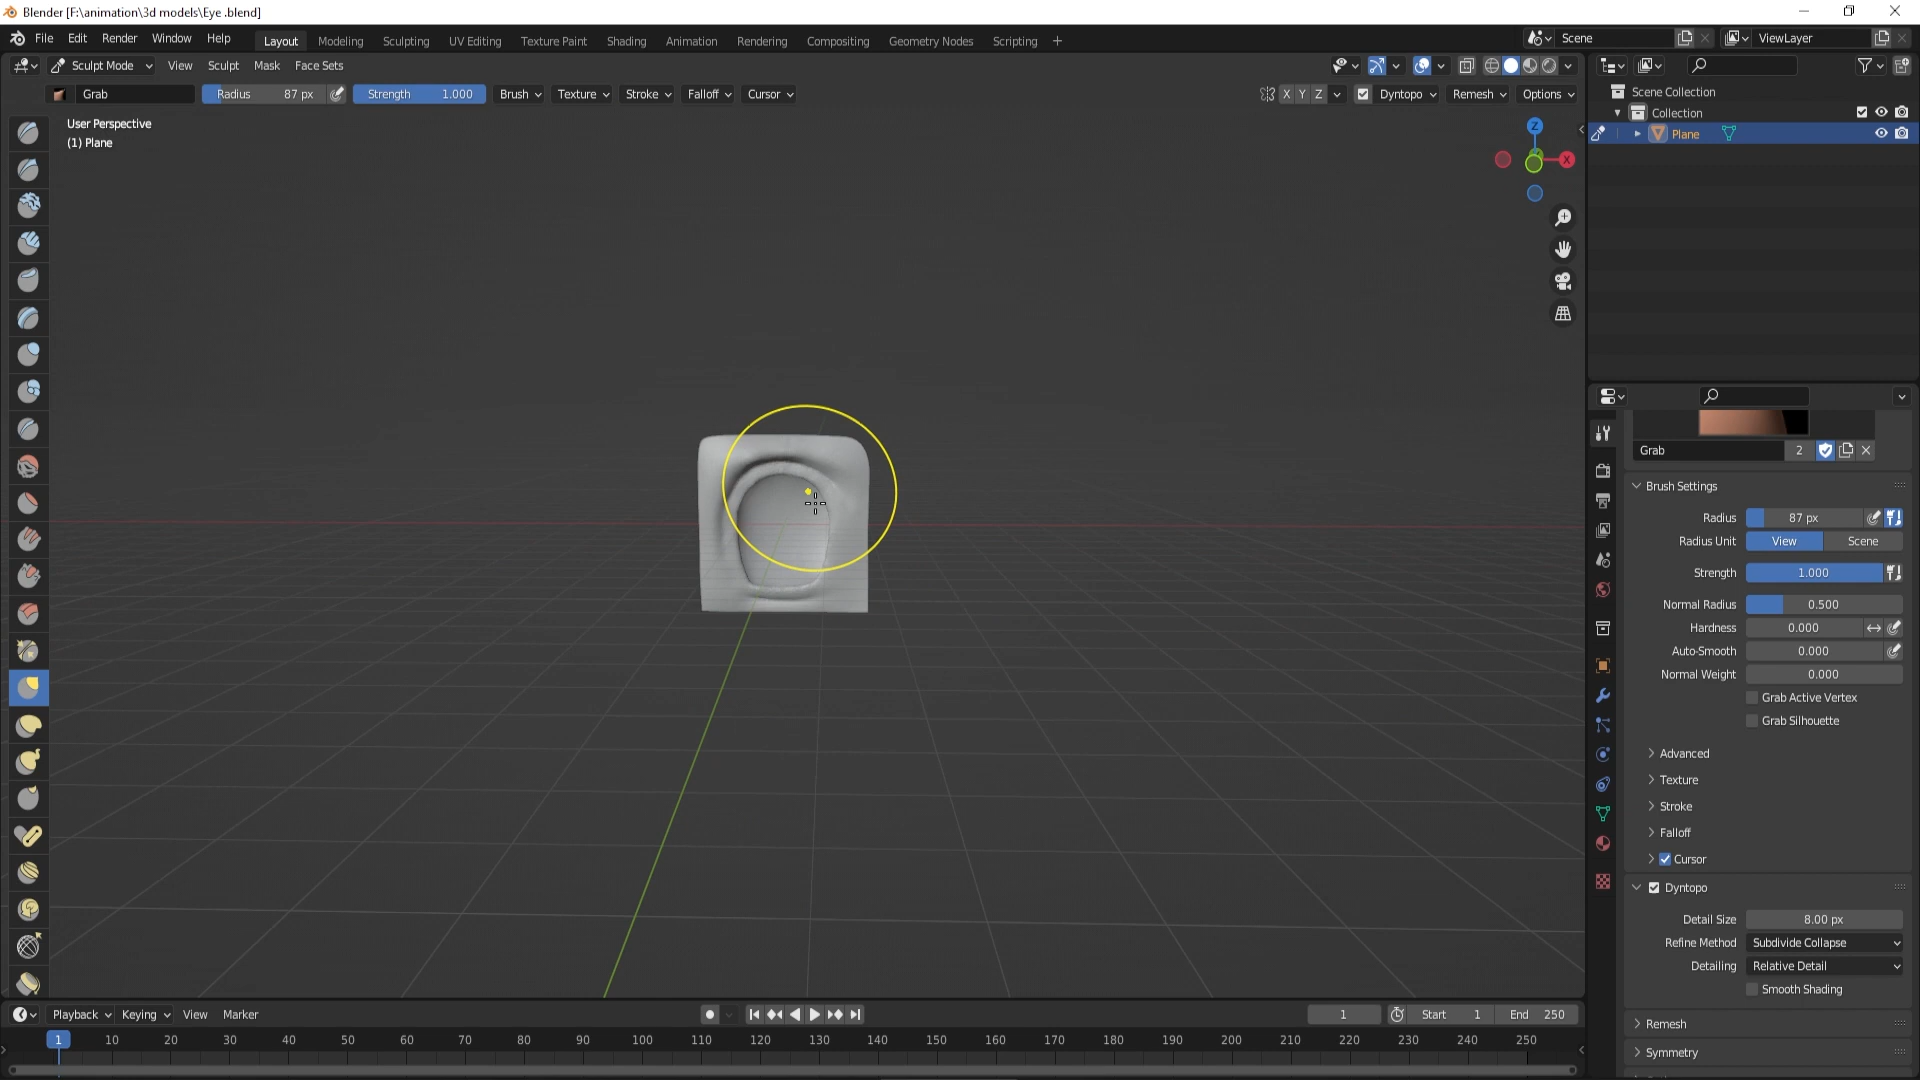 Blender [F:\animation\3d models\Eye .blend]
File Edit Render Window Help
Layout Modeling Sculpting UV Editing Texture Paint Shading Animation Rendering Compositing Geometry Nodes Scripting +
Scene ViewLayer
Sculpt Mode View Sculpt Mask Face Sets
Grab Radius 87 px Strength 1.000 Brush Texture Stroke Falloff Cursor
X Y Z Dyntopo Remesh Options
User Perspective
(1) Plane
Z
X
Scene Collection
Collection
Plane
Grab 2
Brush Settings
Radius 87 px
Radius Unit View Scene
Strength 1.000
Normal Radius 0.500
Hardness 0.000
Auto-Smooth 0.000
Normal Weight 0.000
Grab Active Vertex
Grab Silhouette
Advanced
Texture
Stroke
Falloff
Cursor
Dyntopo
Detail Size 8.00 px
Refine Method Subdivide Collapse
Detailing Relative Detail
Smooth Shading
Remesh
Symmetry
Playback Keying View Marker
1 Start 1 End 250
1 10 20 30 40 50 60 70 80 90 100 110 120 130 140 150 160 170 180 190 200 210 220 230 240 250